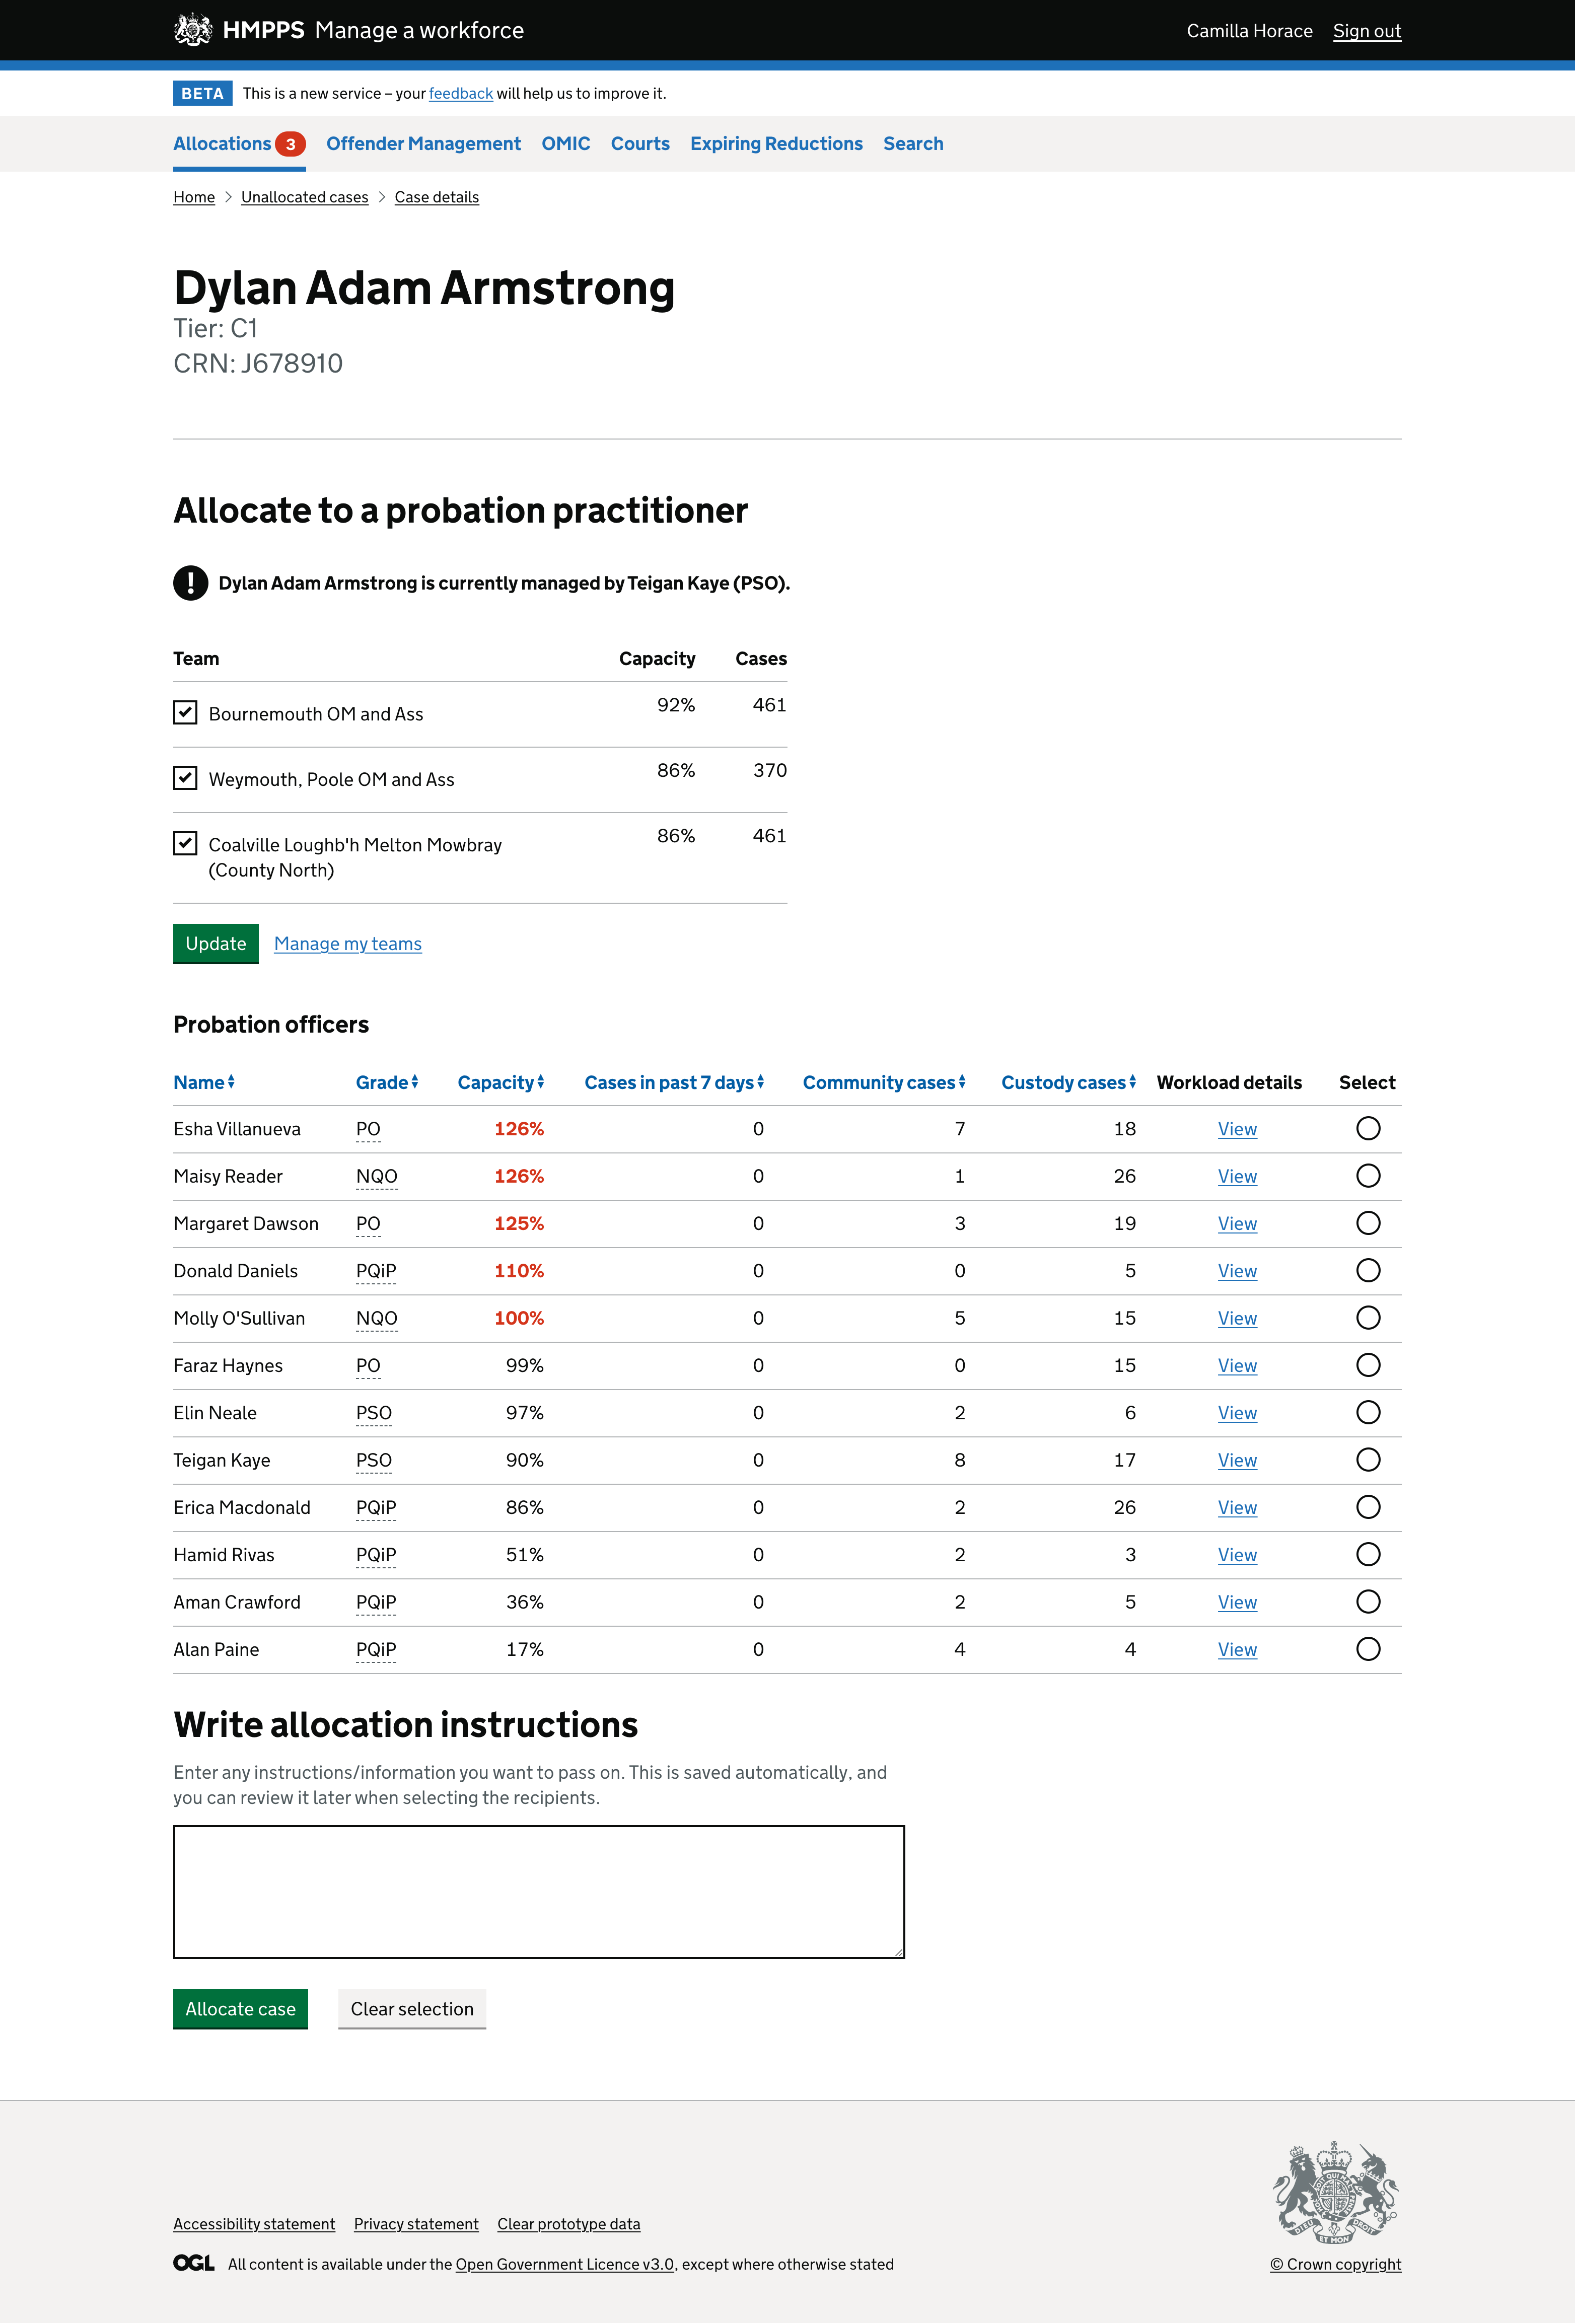 HMPPS Manage a workforce Camilla Horace Sign out
BETA This is a new service – your feedback will help us to improve it.
Allocations 3 Offender Management OMIC Courts Expiring Reductions Search
Home Unallocated cases Case details
Dylan Adam Armstrong
Tier: C1
CRN: J678910
Allocate to a probation practitioner
! Dylan Adam Armstrong is currently managed by Teigan Kaye (PSO).
Team Capacity Cases
Bournemouth OM and Ass 92% 461
Weymouth, Poole OM and Ass 86% 370
Coalville Loughb'h Melton Mowbray 86% 461
(County North)
Update Manage my teams
Probation officers
Name Grade Capacity Cases in past 7 days Community cases Custody cases Workload details Select
Esha Villanueva PO 126% 0 7 18 View
Maisy Reader NQO 126% 0 1 26 View
Margaret Dawson PO 125% 0 3 19 View
Donald Daniels PQiP 110% 0 0 5 View
Molly O'Sullivan NQO 100% 0 5 15 View
Faraz Haynes PO 99% 0 0 15 View
Elin Neale PSO 97% 0 2 6 View
Teigan Kaye PSO 90% 0 8 17 View
Erica Macdonald PQiP 86% 0 2 26 View
Hamid Rivas PQiP 51% 0 2 3 View
Aman Crawford PQiP 36% 0 2 5 View
Alan Paine PQiP 17% 0 4 4 View
Write allocation instructions
Enter any instructions/information you want to pass on. This is saved automatically, and
you can review it later when selecting the recipients.
Allocate case Clear selection
Accessibility statement Privacy statement Clear prototype data
OGL All content is available under the Open Government Licence v3.0, except where otherwise stated
DIEU ET MON DROIT
© Crown copyright